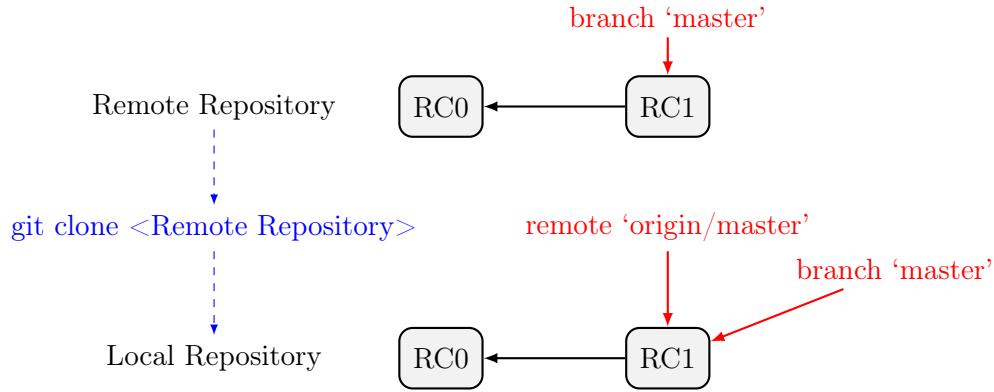 branch ‘master’
Remote Repository
RC0
RC1
git clone <Remote Repository>
remote ‘origin/master’
branch ‘master’
Local Repository
RC0
RC1